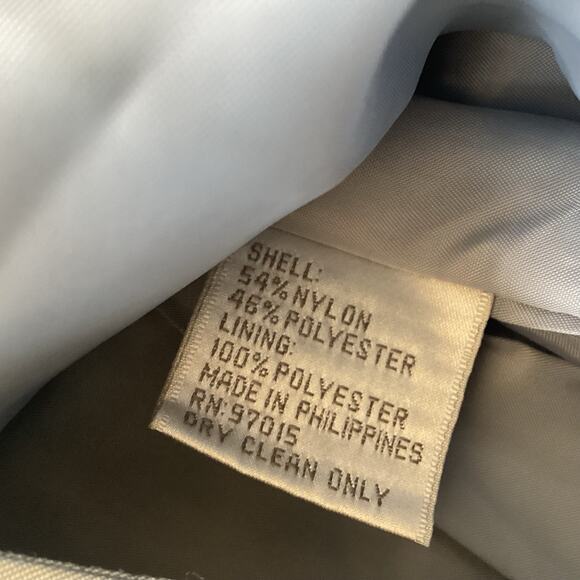 SHELL:
54% NYLON
46% POLYESTER
LINING:
100% POLYESTER
MADE IN PHILIPPINES
RN: 97015
DRY CLEAN ONLY